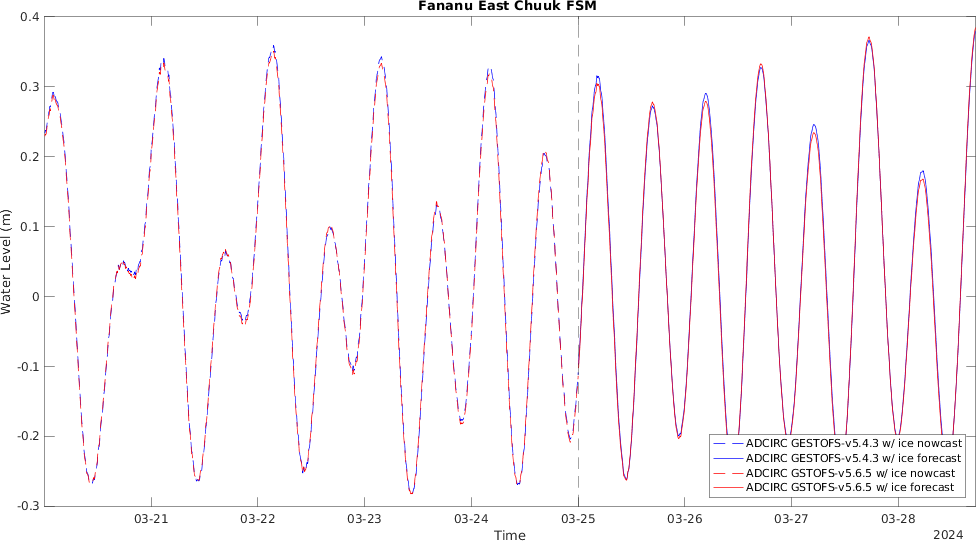 Fananu East Chuuk FSM
0.4
0.3
0.2
0.1
0
-0.1
-0.2
-0.3
Water Level (m)
ADCIRC GESTOFS-v5.4.3 w/ ice nowcast
ADCIRC GSTOFS-v5.4.3 w/ ice forecast
ADCIRC GSTOFS-v5.6.5 w/ ice nowcast
ADCIRC GSTOFS-v5.6.5 w/ ice forecast
03-21 03-22 03-23 03-24 03-25 03-26 03-27 03-28
Time
2024